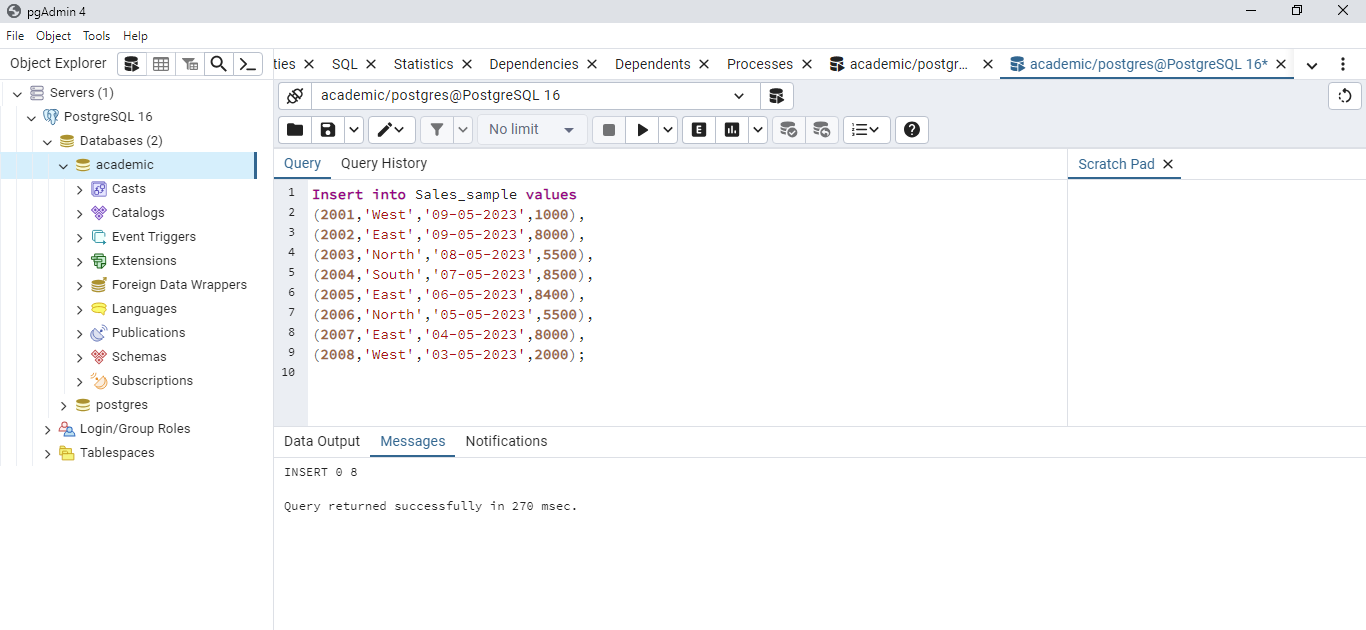 pgAdmin 4
File Object Tools Help
Object Explorer
ties SQL Statistics Dependencies Dependents Processes academic/postgr... academic/postgres@PostgreSQL 16*
Servers (1)
PostgreSQL 16
Databases (2)
academic
Casts
Catalogs
Event Triggers
Extensions
Foreign Data Wrappers
Languages
Publications
Schemas
Subscriptions
postgres
Login/Group Roles
Tablespaces
academic/postgres@PostgreSQL 16
No limit E
Query Query History
Scratch Pad
1 Insert into Sales_sample values
2 (2001,'West','09-05-2023',1000),
3 (2002,'East','09-05-2023',8000),
4 (2003,'North','08-05-2023',5500),
5 (2004,'South','07-05-2023',8500),
6 (2005,'East','06-05-2023',8400),
7 (2006,'North','05-05-2023',5500),
8 (2007,'East','04-05-2023',8000),
9 (2008,'West','03-05-2023',2000);
10
Data Output Messages Notifications
INSERT 0 8
Query returned successfully in 270 msec.